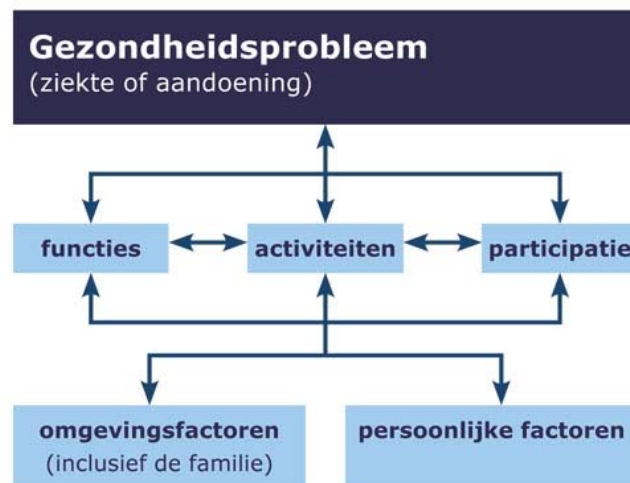 Gezondheidsprobleem
(ziekte of aandoening)
functies
activiteiten
participatie
omgevingsfactoren
(inclusief de familie)
persoonlijke factoren